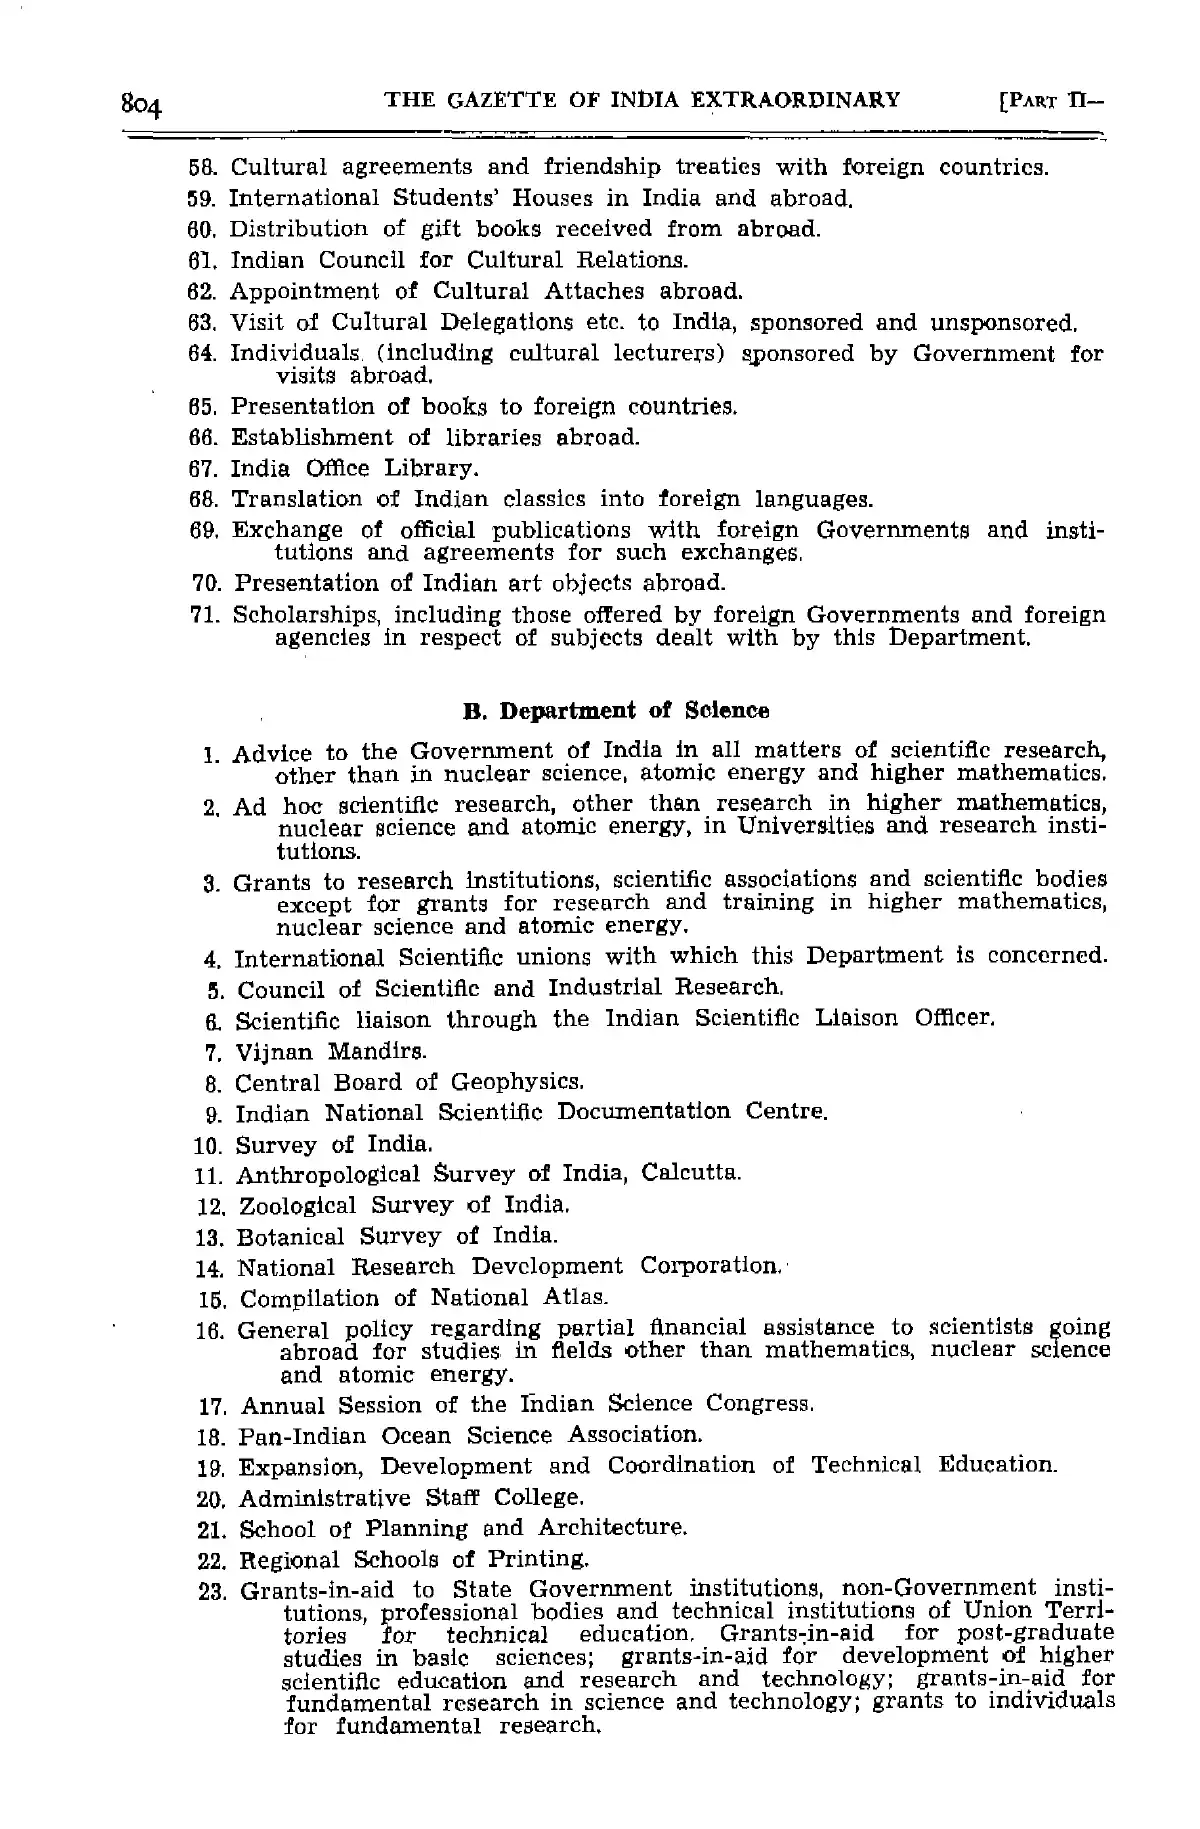 804 THE GAZETTE OF INDIA EXTRAORDINARY [PART II—
58. Cultural agreements and friendship treaties with foreign countries.
59. International Students' Houses in India and abroad.
60. Distribution of gift books received from abroad.
61. Indian Council for Cultural Relations.
62. Appointment of Cultural Attaches abroad.
63. Visit of Cultural Delegations etc. to India, sponsored and unsponsored.
64. Individuals (including cultural lecturers) sponsored by Government for
visits abroad.
65. Presentation of books to foreign countries.
66. Establishment of libraries abroad.
67. India Office Library.
68. Translation of Indian classics into foreign languages.
69. Exchange of official publications with foreign Governments and insti-
tutions and agreements for such exchanges.
70. Presentation of Indian art objects abroad.
71. Scholarships, including those offered by foreign Governments and foreign
agencies in respect of subjects dealt with by this Department.
B. Department of Science
1. Advice to the Government of India in all matters of scientific research,
other than in nuclear science, atomic energy and higher mathematics.
2. Ad hoc scientific research, other than research in higher mathematics,
nuclear science and atomic energy, in Universities and research insti-
tutions.
3. Grants to research institutions, scientific associations and scientific bodies
except for grants for research and training in higher mathematics,
nuclear science and atomic energy.
4. International Scientific unions with which this Department is concerned.
5. Council of Scientific and Industrial Research.
6. Scientific liaison through the Indian Scientific Liaison Officer.
7. Vijnan Mandirs.
8. Central Board of Geophysics.
9. Indian National Scientific Documentation Centre.
10. Survey of India.
11. Anthropological Survey of India, Calcutta.
12. Zoological Survey of India.
13. Botanical Survey of India.
14. National Research Development Corporation.
15. Compilation of National Atlas.
16. General policy regarding partial financial assistance to scientists going
abroad for studies in fields other than mathematics, nuclear science
and atomic energy.
17. Annual Session of the Indian Science Congress.
18. Pan-Indian Ocean Science Association.
19. Expansion, Development and Coordination of Technical Education.
20. Administrative Staff College.
21. School of Planning and Architecture.
22. Regional Schools of Printing.
23. Grants-in-aid to State Government institutions, non-Government insti-
tutions, professional bodies and technical institutions of Union Terri-
tories for technical education. Grants-in-aid for post-graduate
studies in basic sciences; grants-in-aid for development of higher
scientific education and research and technology; grants-in-aid for
fundamental research in science and technology; grants to individuals
for fundamental research.